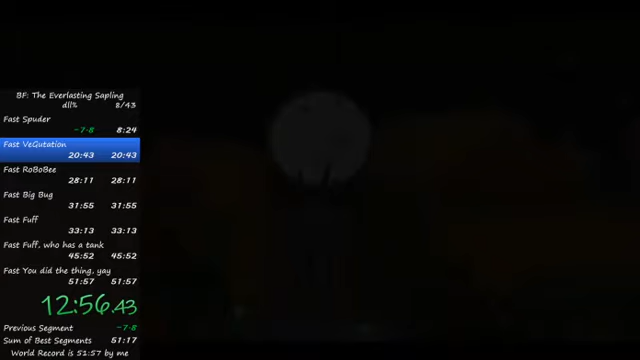 BF: The Everlasting Sapling
dll% 8/43
Fast Spuder
-7.8 8:24
Fast VeGutation
20:43 20:43
Fast RoBoBee
28:11 28:11
Fast Big Bug
31:55 31:55
Fast Fuff
33:13 33:13
Fast Fuff, who has a tank
45:52 45:52
Fast You did the thing, yay
51:57 51:57
12:56.43
Previous Segment -7.8
Sum of Best Segments 51:17
World Record is 51:57 by me